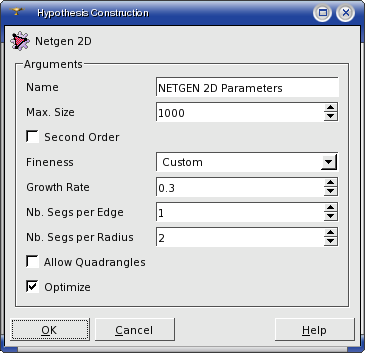 Hypothesis Construction
Netgen 2D
Arguments
Name NETGEN 2D Parameters
Max. Size 1000
Second Order
Fineness Custom
Growth Rate 0.3
Nb. Segs per Edge 1
Nb. Segs per Radius 2
Allow Quadrangles
Optimize
OK Cancel Help